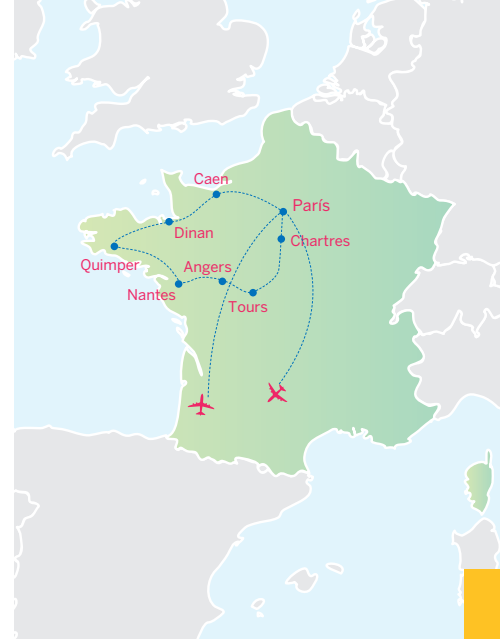 Caen
París
Dinan
Chartres
Quimper
Angers
Nantes
Tours